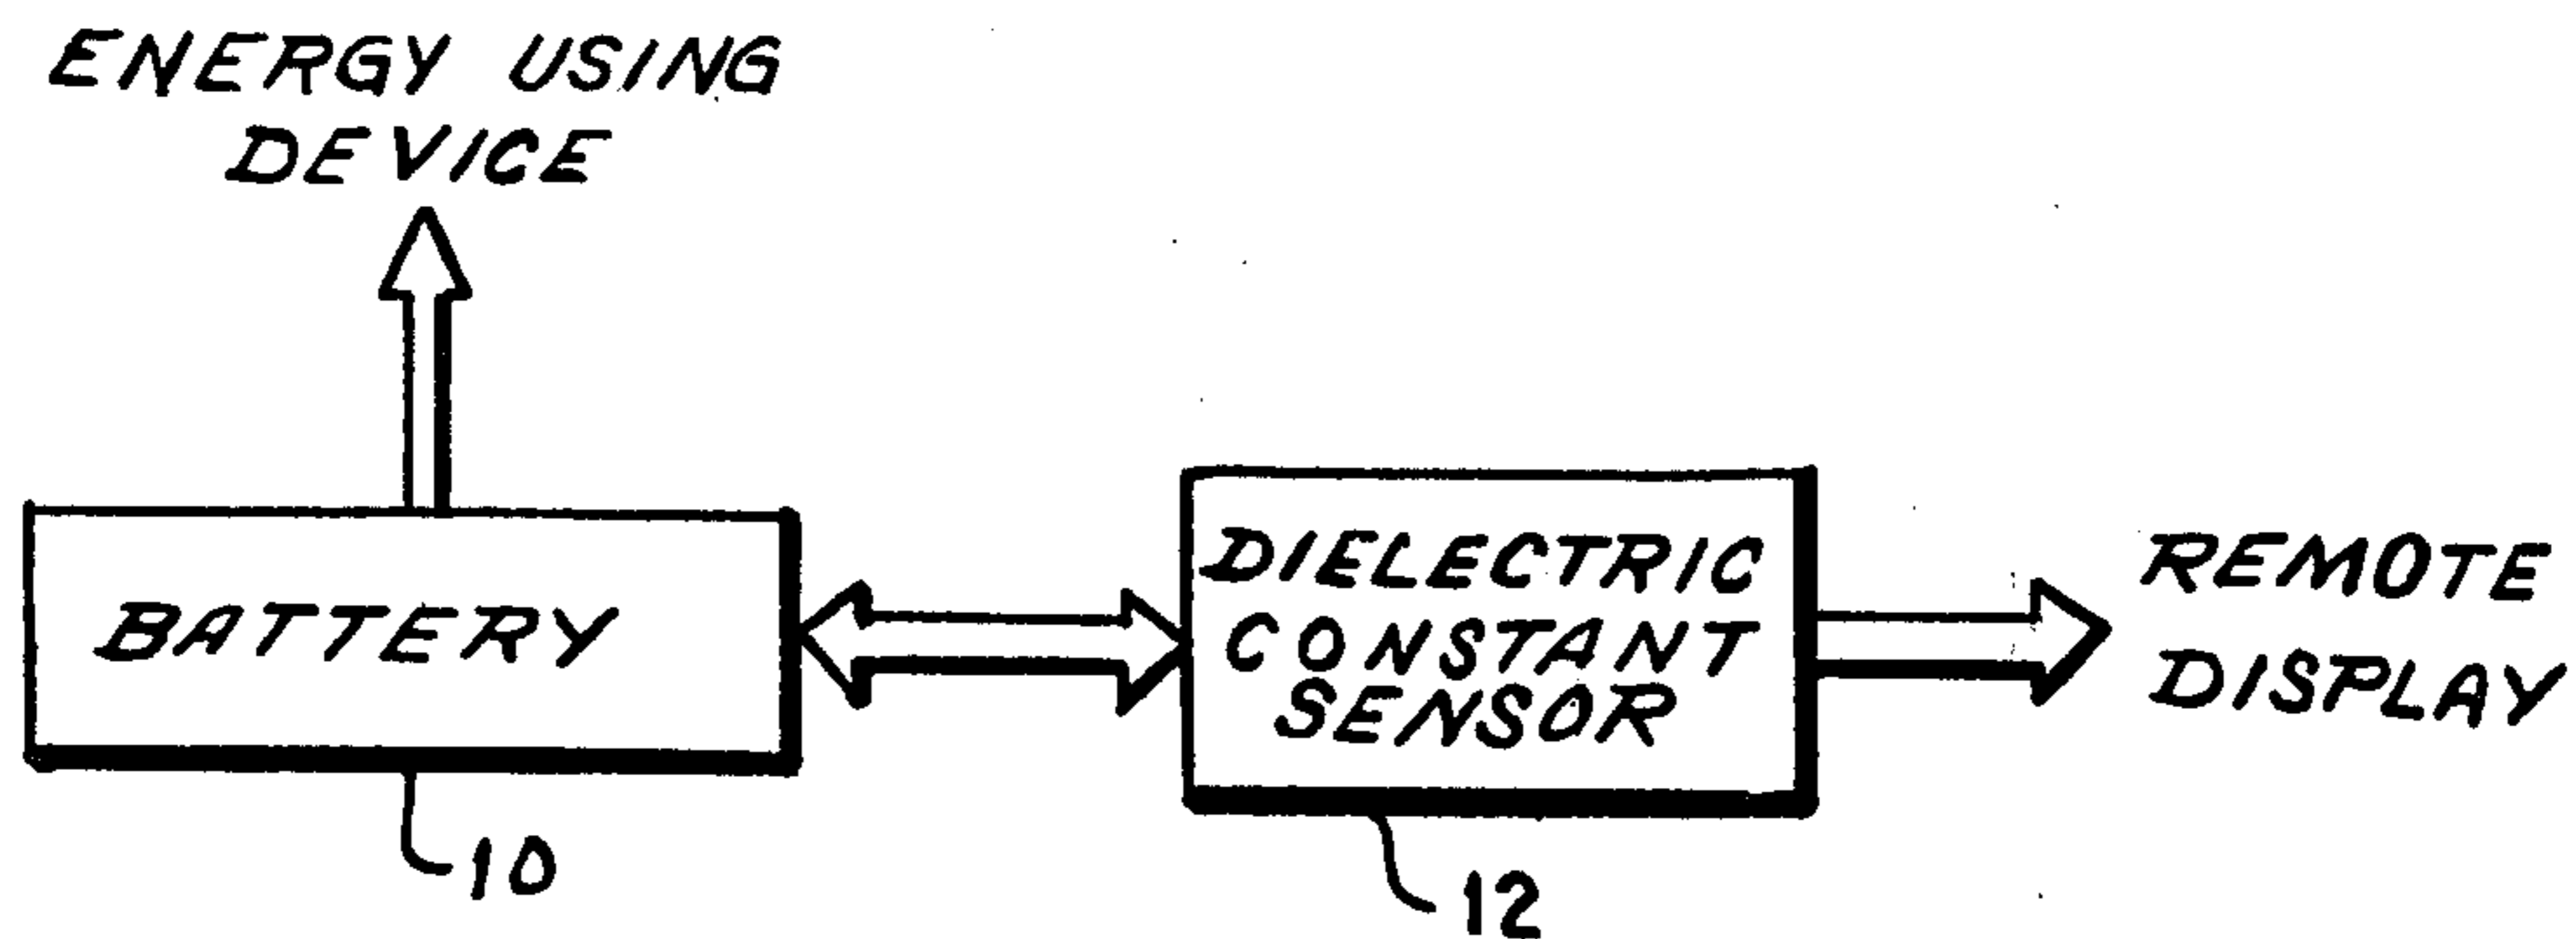 ENERGY USING
DEVICE
BATTERY
10
DIELECTRIC
CONSTANT
SENSOR
12
REMOTE
DISPLAY